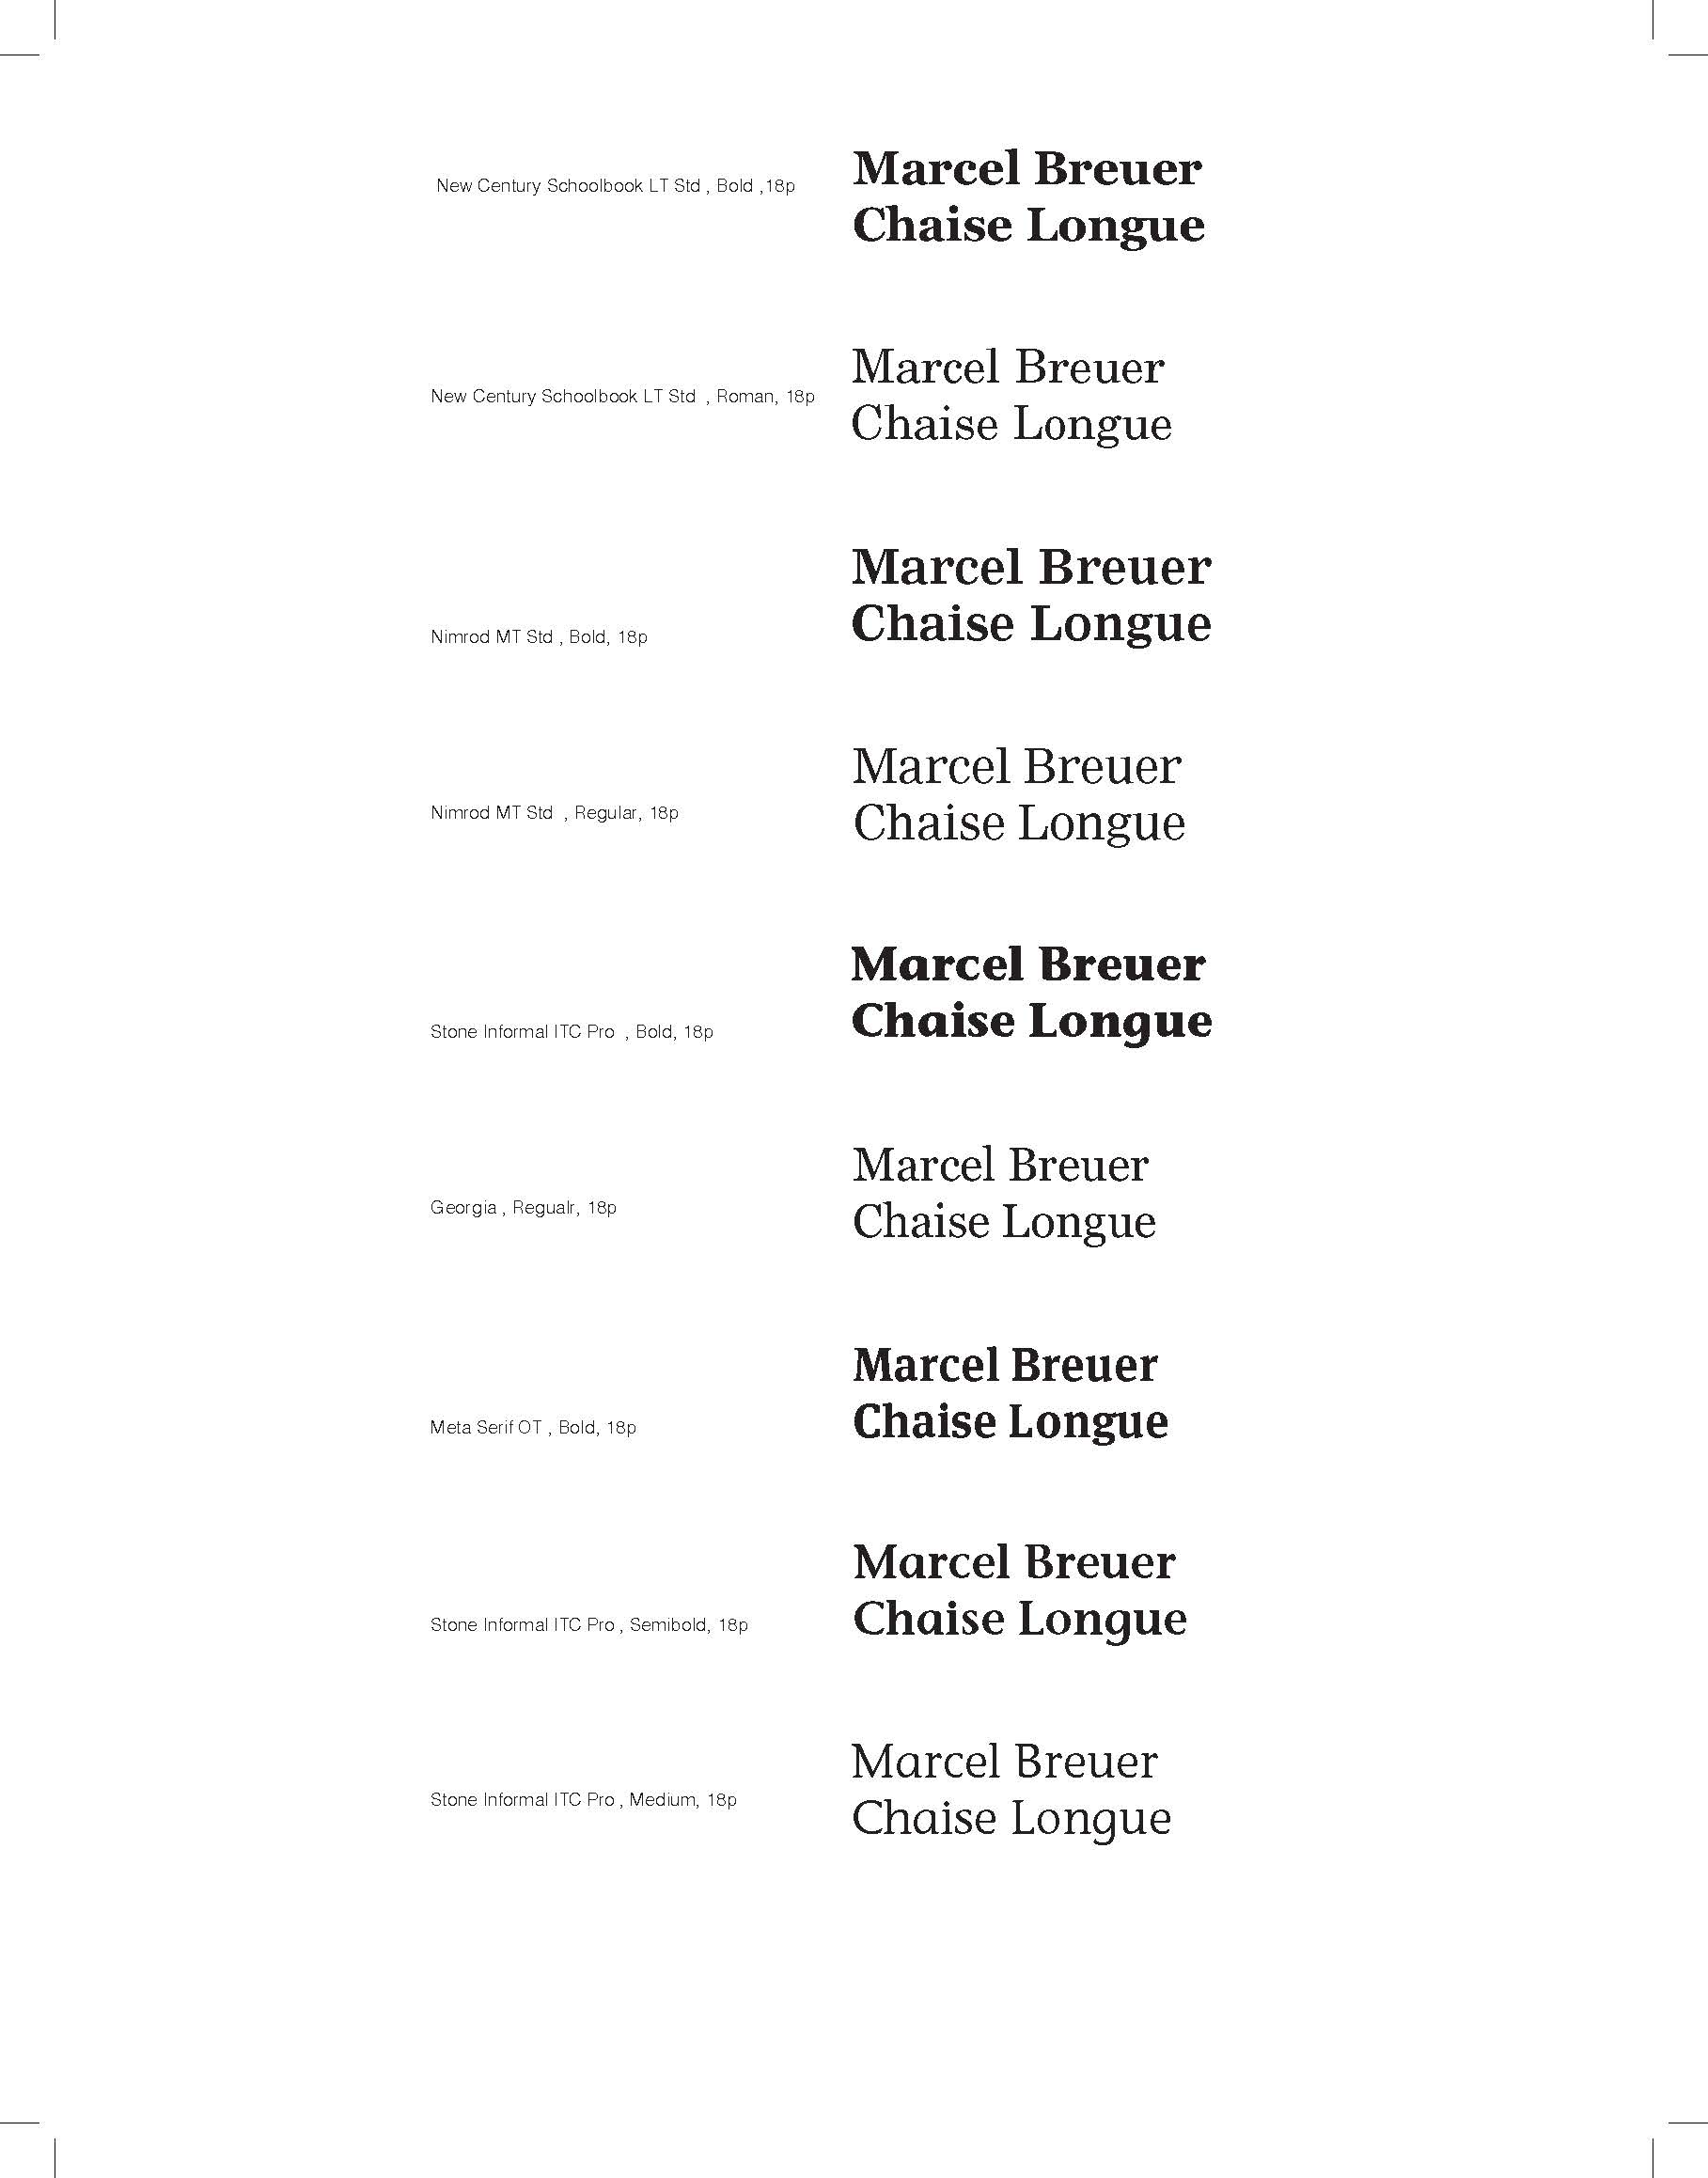 New Century Schoolbook LT Std , Bold ,18p
Marcel Breuer
Chaise Longue
New Century Schoolbook LT Std , Roman, 18p
Marcel Breuer
Chaise Longue
Nimrod MT Std , Bold, 18p
Marcel Breuer
Chaise Longue
Nimrod MT Std , Regular, 18p
Marcel Breuer
Chaise Longue
Stone Informal ITC Pro , Bold, 18p
Marcel Breuer
Chaise Longue
Georgia , Regualr, 18p
Marcel Breuer
Chaise Longue
Meta Serif OT , Bold, 18p
Marcel Breuer
Chaise Longue
Stone Informal ITC Pro , Semibold, 18p
Marcel Breuer
Chaise Longue
Stone Informal ITC Pro , Medium, 18p
Marcel Breuer
Chaise Longue